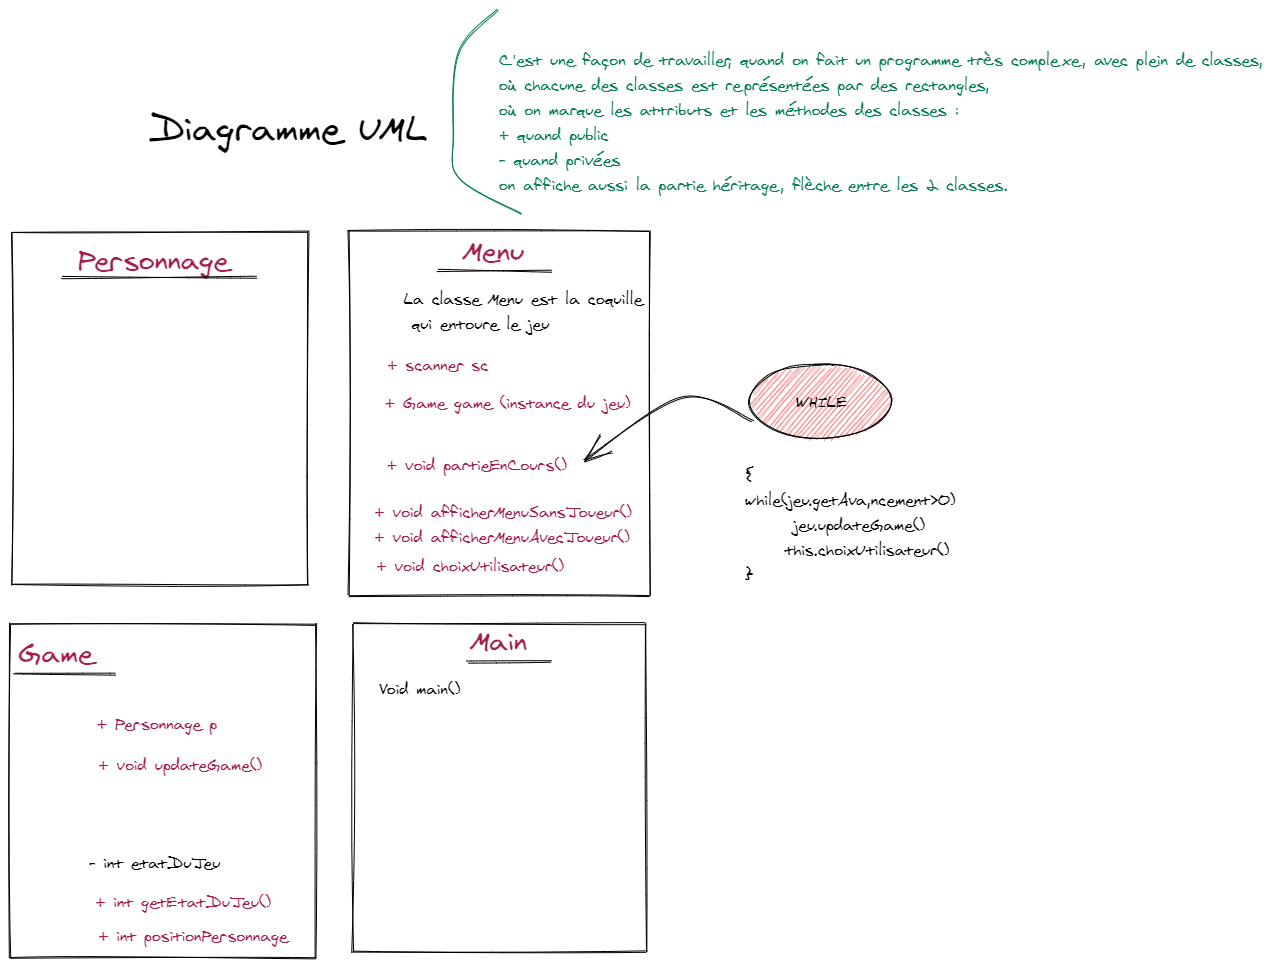 C'est une façon de travailler, quand on fait un programme très complexe, avec plein de classes,
où chacune des classes est représentées par des rectangles,
où on marque les attributs et les méthodes des classes :
+ quand public
- quand privées
on affiche aussi la partie héritage, flèche entre les 2 classes.
Diagramme UML
Personnage
Menu
La classe Menu est la coquille
qui entoure le jeu
+ scanner sc
+ Game game (instance du jeu)
+ void partieEnCours()
+ void afficherMenuSansJoueur()
+ void afficherMenuAvecJoueur()
+ void choixUtilisateur()
WHILE
{
while(jeu.getAva,ncement>0)
jeu.updateGame()
this.choixUtilisateur()
}
Game
+ Personnage p
+ void updateGame()
- int etatDuJeu
+ int getEtatDuJeu()
+ int positionPersonnage
Main
Void main()